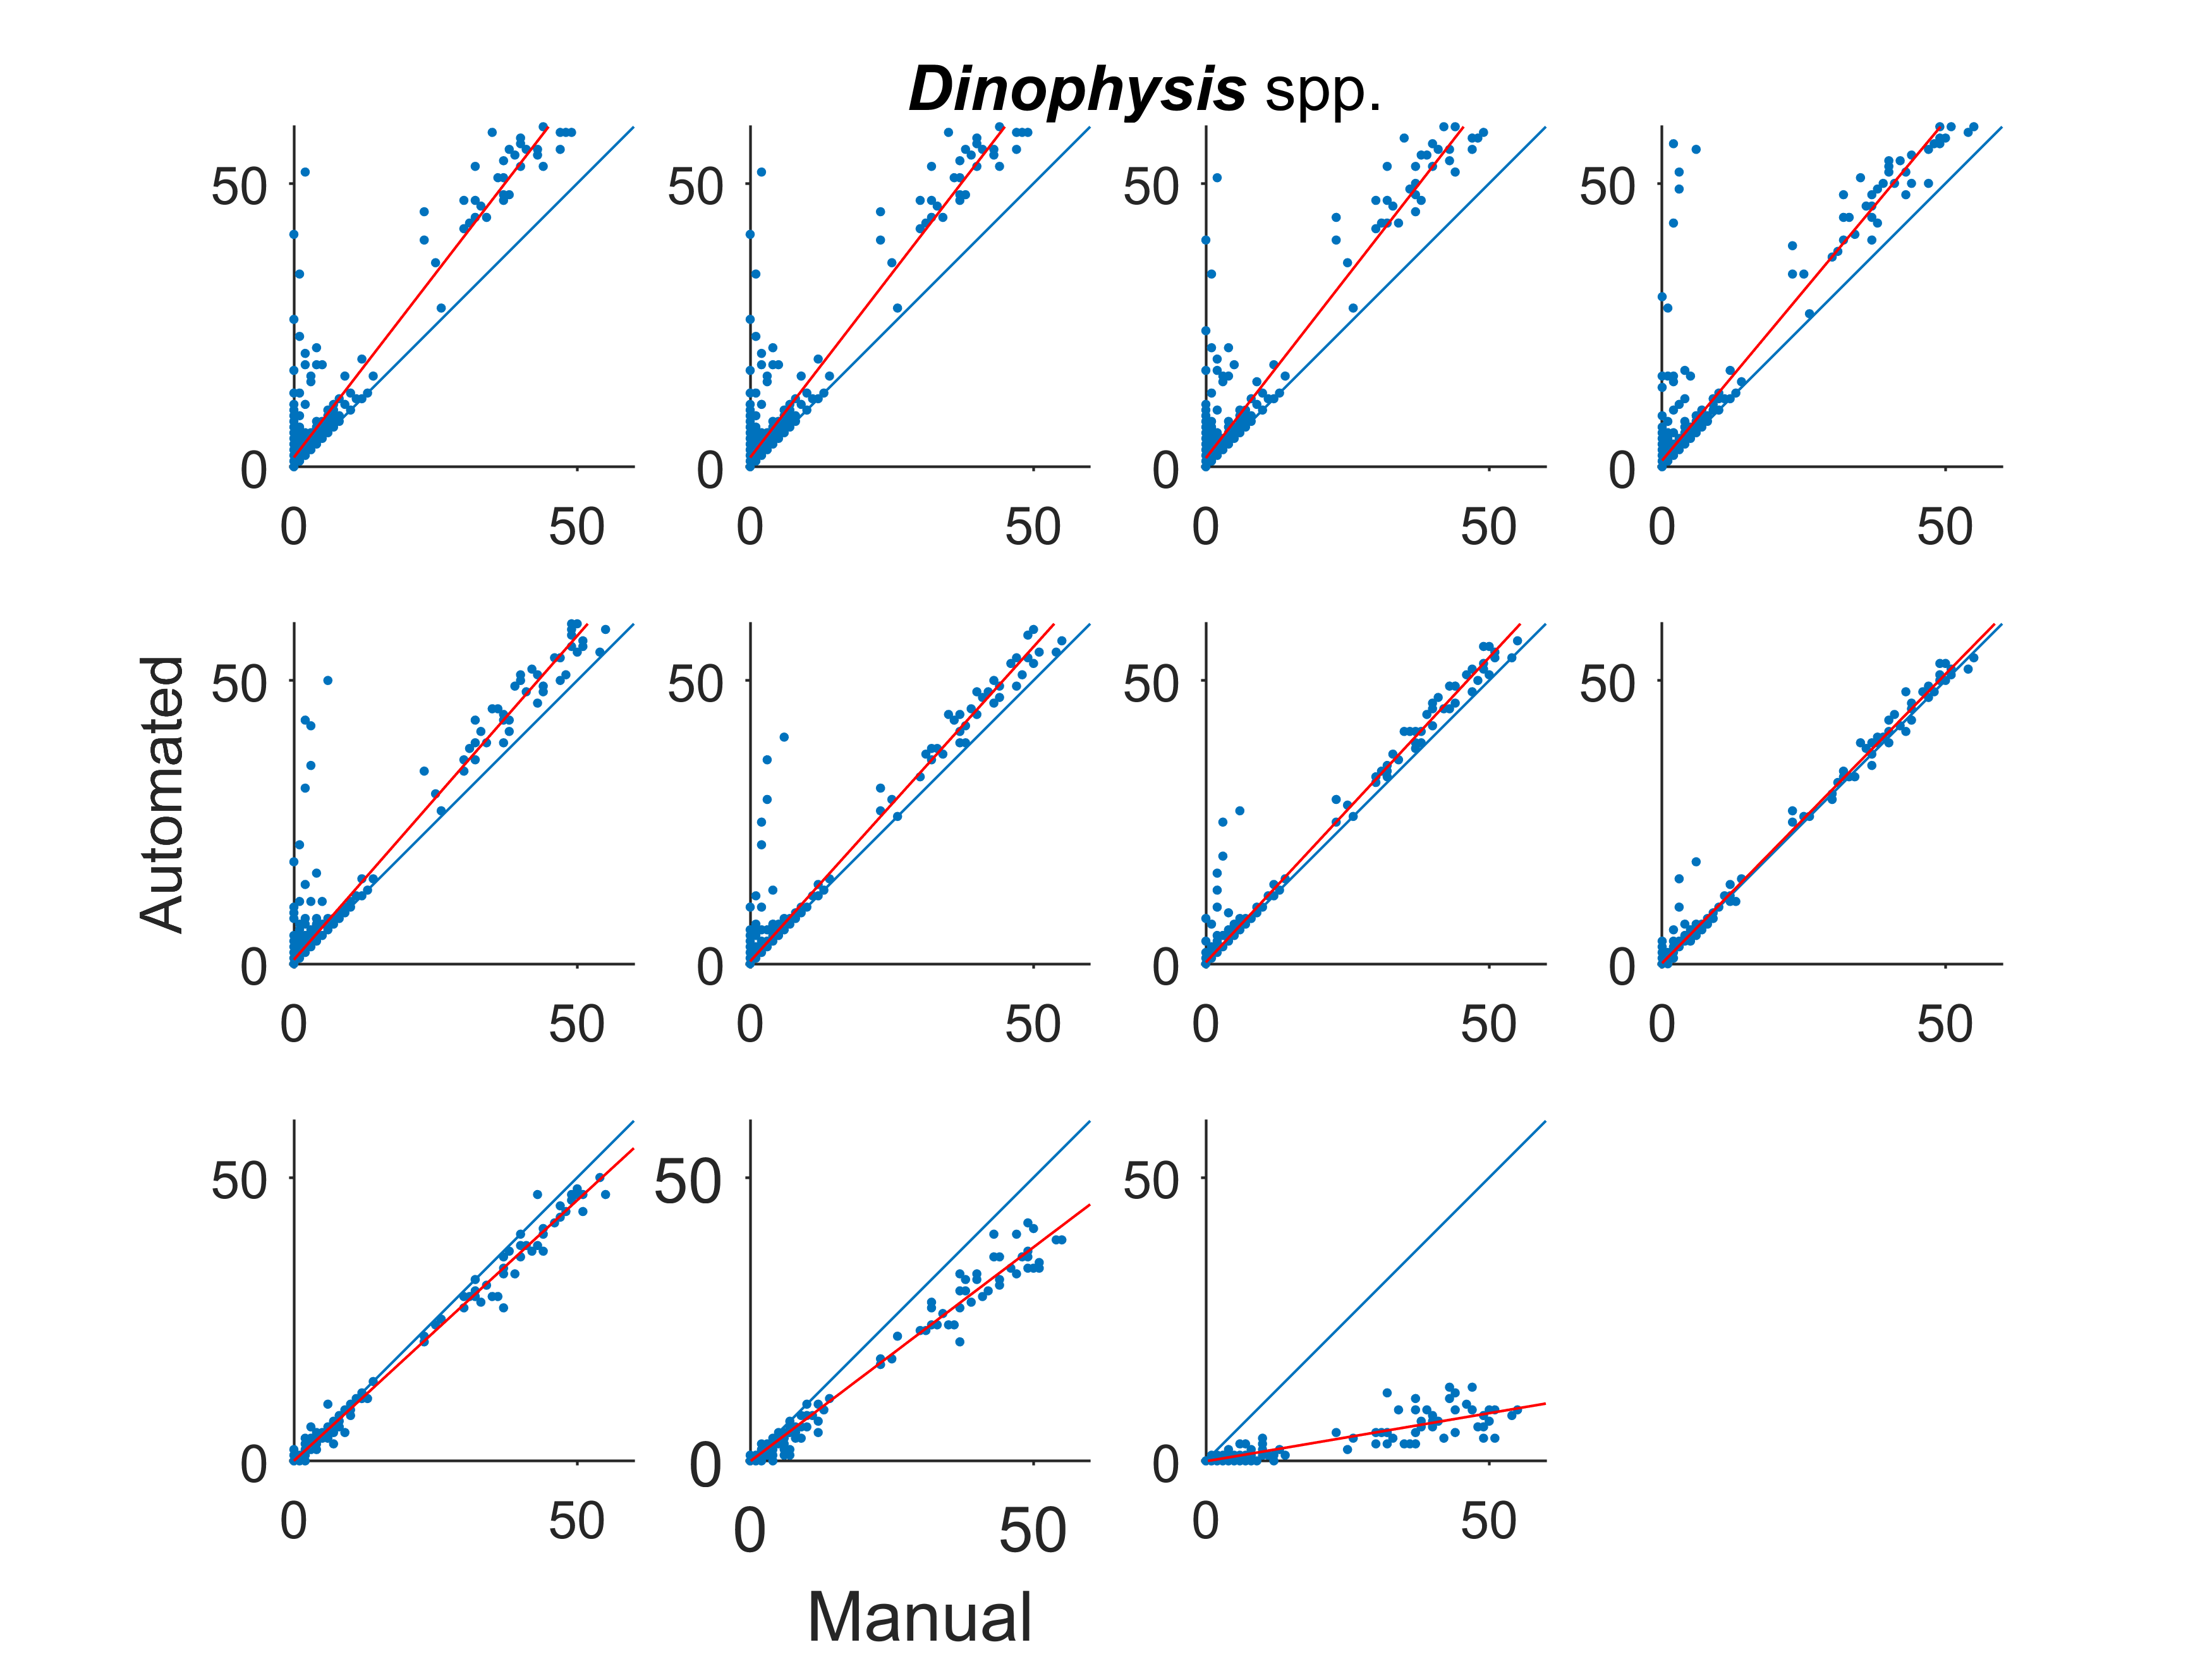 Dinophysis spp.
50 50 50 50
0 0 0 0
0 50 0 50 0 50 0 50
Automated
50 50 50 50
0 0 0 0
0 50 0 50 0 50 0 50
50 50 50
0 0 0
0 50 0 50 0 50
Manual